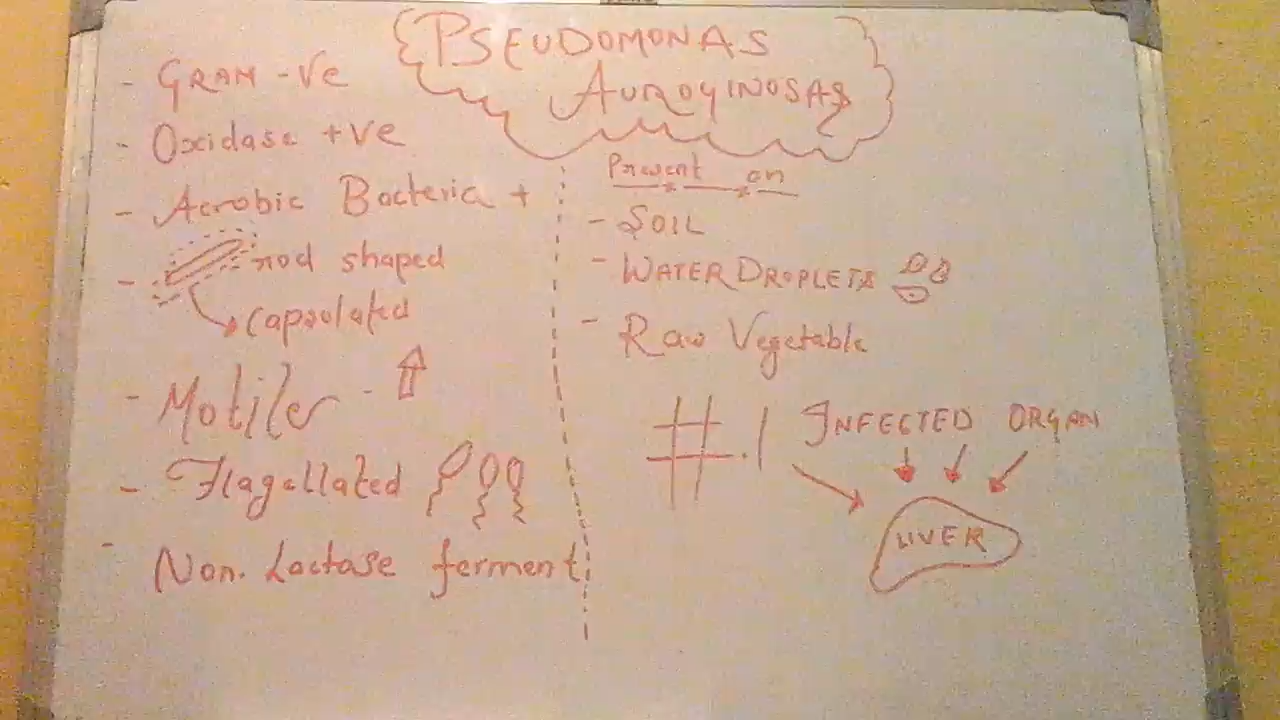 PSEUDOMONAS
AUROGINOSAS
- GRAM -Ve
- Oxidase +ve
- Aerobic Bacteria +
- rod shaped
capsulated
- Motiler -
- Flagellated
- Non. Lactase ferment
Present on
- SOIL
- WATER DROPLETS
- Raw Vegetable
#.1 INFECTED ORGAN
LIVER